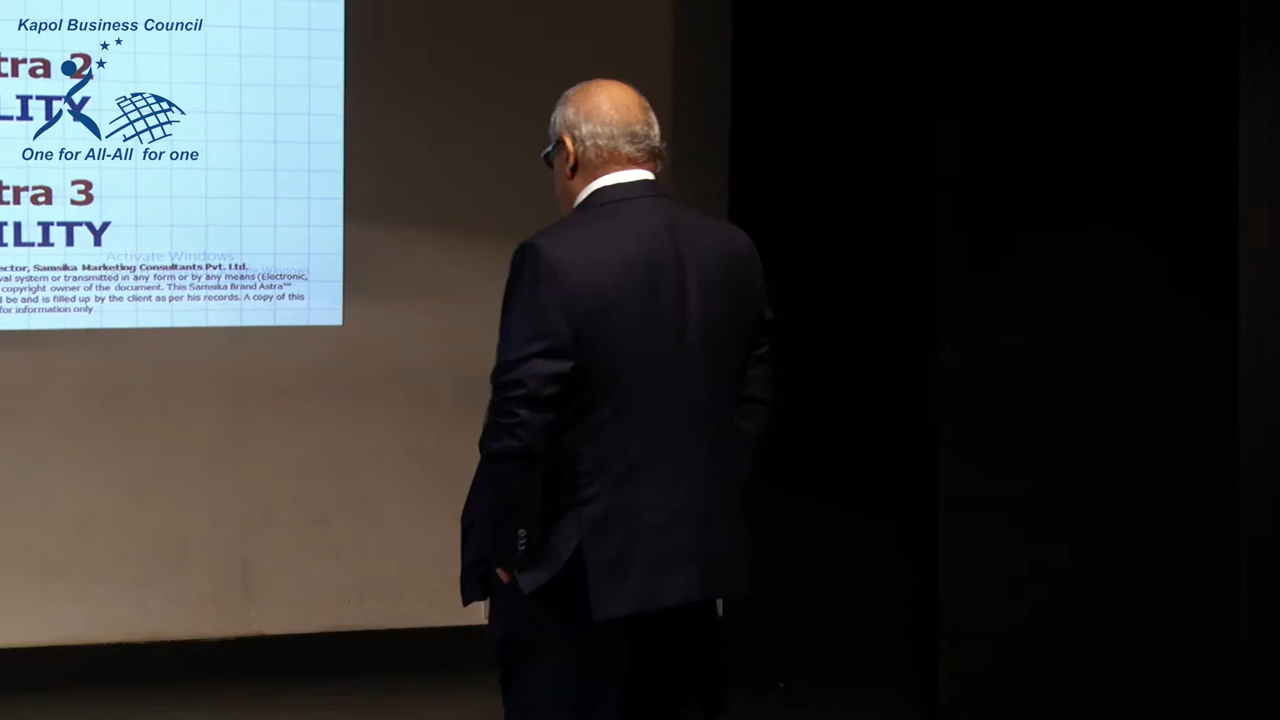 Kapol Business Council
tra 2
LITY
One for All-All for one
tra 3
ILITY
Activate Windows
ector, Samsika Marketing Consultants Pvt. Ltd.
val system or transmitted in any form or by any means (Electronic,
copyright owner of the document. This Samsika Brand Astra™
d be and is filled up by the client as per his records. A copy of this
for information only